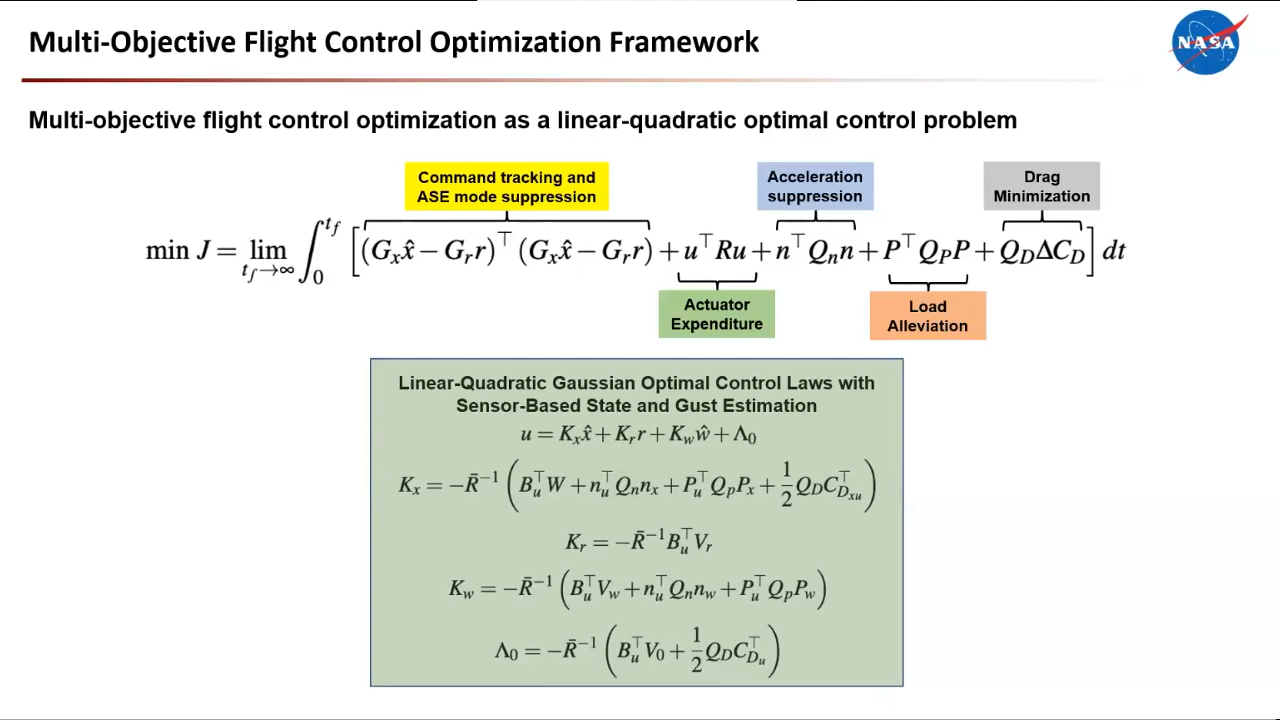 Multi-Objective Flight Control Optimization Framework
NASA
Multi-objective flight control optimization as a linear-quadratic optimal control problem
Command tracking and
ASE mode suppression
Acceleration
suppression
Drag
Minimization
min J = lim_{t_f→∞} ∫_0^{t_f} [(G_x x̂ − G_r r)^⊤ (G_x x̂ − G_r r) + u^⊤Ru + n^⊤Q_n n + P^⊤Q_P P + Q_D ΔC_D] dt
Actuator
Expenditure
Load
Alleviation
Linear-Quadratic Gaussian Optimal Control Laws with
Sensor-Based State and Gust Estimation
u = K_x x̂ + K_r r + K_w ŵ + Λ_0
K_x = −R̄^{−1} (B_u^⊤ W + n_u^⊤ Q_n n_x + P_u^⊤ Q_p P_x + 1/2 Q_D C_{D_{xu}}^⊤)
K_r = −R̄^{−1} B_u^⊤ V_r
K_w = −R̄^{−1} (B_u^⊤ V_w + n_u^⊤ Q_n n_w + P_u^⊤ Q_p P_w)
Λ_0 = −R̄^{−1} (B_u^⊤ V_0 + 1/2 Q_D C_{D_u}^⊤)